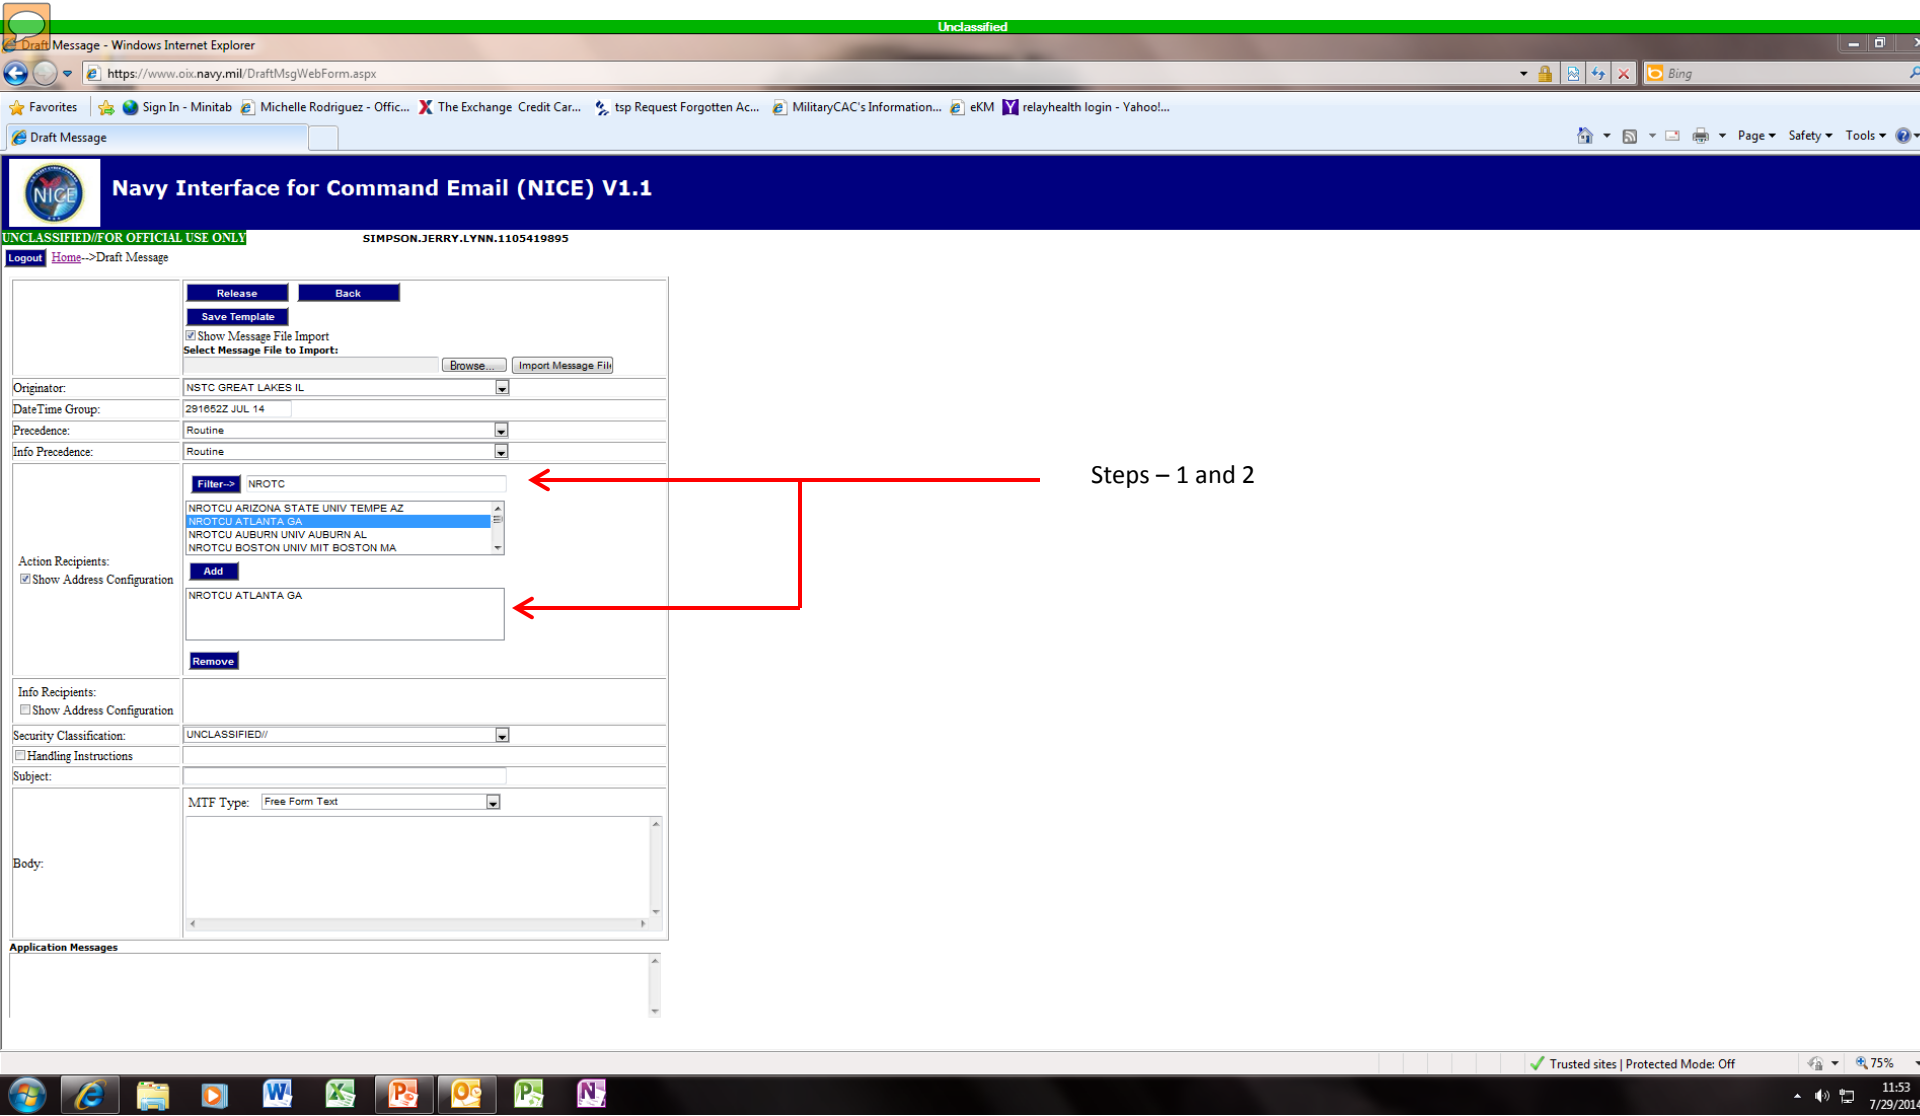 Unclassified
Draft Message - Windows Internet Explorer
https://www.oix.navy.mil/DraftMsgWebForm.aspx
Bing
Favorites
Sign In - Minitab
Michelle Rodriguez - Offic...
The Exchange Credit Car...
tsp Request Forgotten Ac...
MilitaryCAC's Information...
eKM
relayhealth login - Yahoo!...
Draft Message
Page
Safety
Tools
NICE
Navy Interface for Command Email (NICE) V1.1
UNCLASSIFIED//FOR OFFICIAL USE ONLY
SIMPSON.JERRY.LYNN.1105419895
Logout Home-->Draft Message
Release
Back
Save Template
Show Message File Import
Select Message File to Import:
Browse...
Import Message Fil
Originator:
NSTC GREAT LAKES IL
DateTime Group:
291652Z JUL 14
Precedence:
Routine
Info Precedence:
Routine
Filter-->
NROTC
Steps – 1 and 2
NROTCU ARIZONA STATE UNIV TEMPE AZ
NROTCU ATLANTA GA
NROTCU AUBURN UNIV AUBURN AL
NROTCU BOSTON UNIV MIT BOSTON MA
Action Recipients:
Show Address Configuration
Add
NROTCU ATLANTA GA
Remove
Info Recipients:
Show Address Configuration
Security Classification:
UNCLASSIFIED//
Handling Instructions
Subject:
MTF Type:
Free Form Text
Body:
Application Messages
Trusted sites | Protected Mode: Off
75%
11:53
7/29/2014